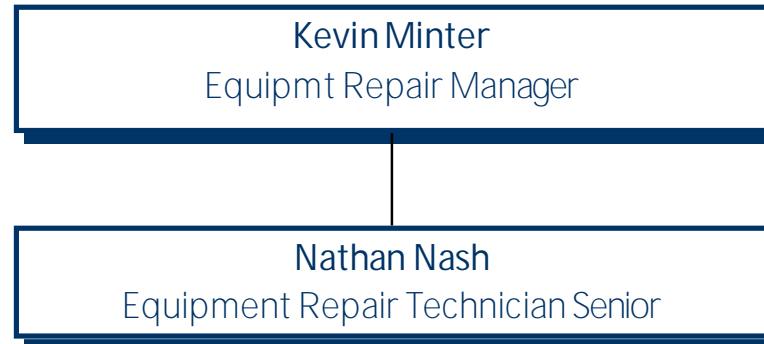 Kevin Minter
Equipmt Repair Manager
Nathan Nash
Equipment Repair Technician Senior